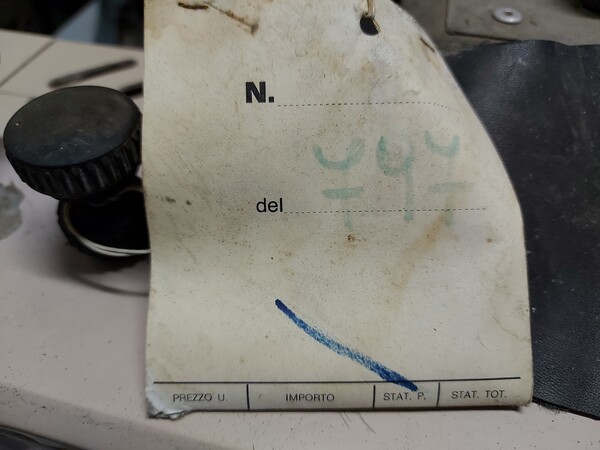 N.
del
PREZZO U. IMPORTO STAT. P. STAT. TOT.